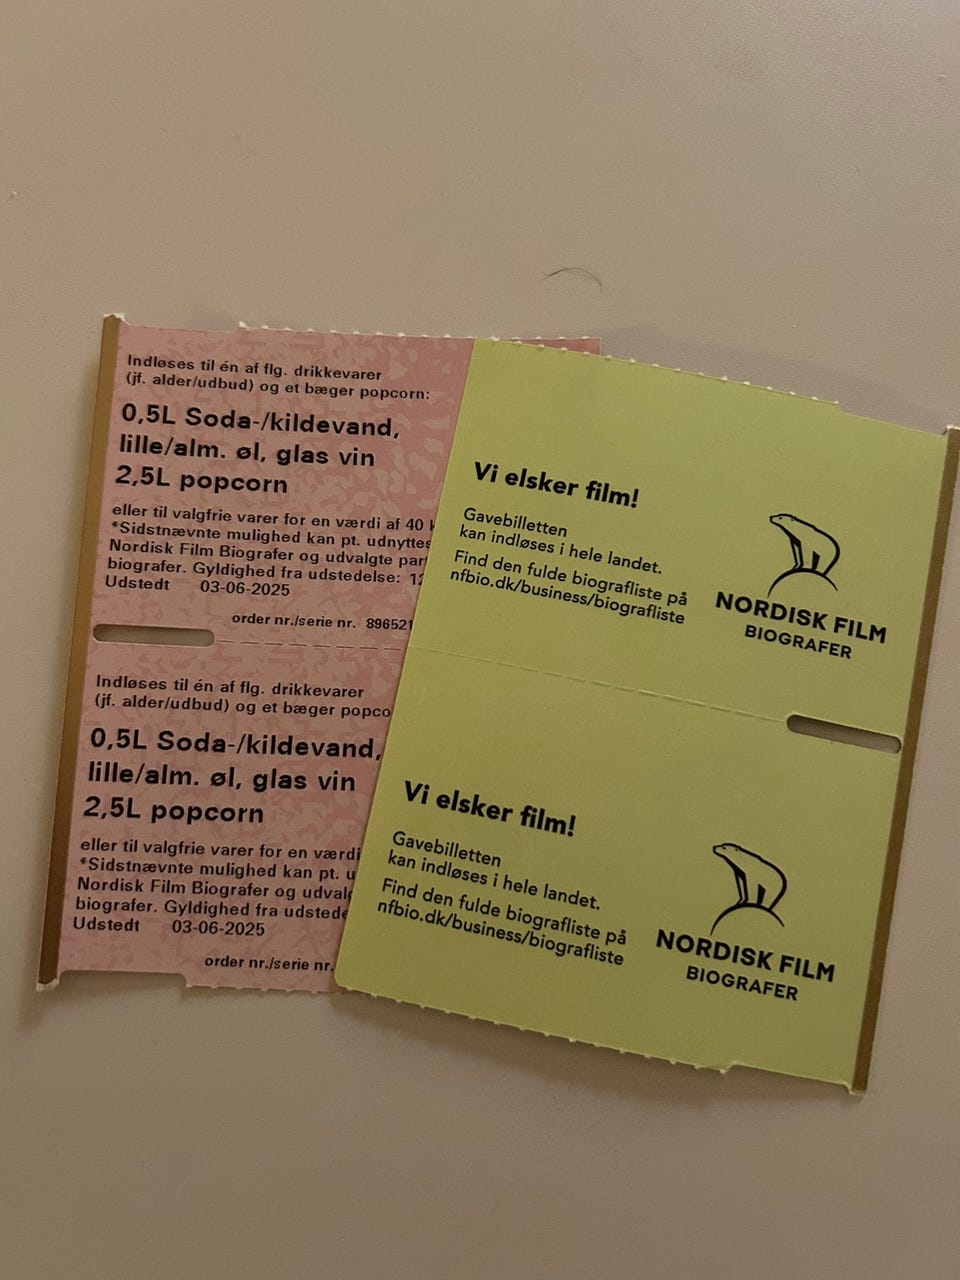 Indløses til én af flg. drikkevarer
(jf. alder/udbud) og et bæger popcorn:
0,5L Soda-/kildevand,
lille/alm. øl, glas vin
2,5L popcorn
eller til valgfrie varer for en værdi af 40
*Sidstnævnte mulighed kan pt. udnyttes
Nordisk Film Biografer og udvalgte
biografer. Gyldighed fra udstedelse:
Udstedt 03-06-2025
order nr./serie nr. 896521
Indløses til én af flg. drikkevarer
(jf. alder/udbud) og et bæger
0,5L Soda-/kildevand,
lille/alm. øl, glas vin
2,5L popcorn
eller til valgfrie varer for en
*Sidstnævnte mulighed kan pt.
Nordisk Film Biografer og
biografer. Gyldighed fra
Udstedt 03-06-2025
order nr./serie nr.
Vi elsker film!
Gavebilletten
kan indløses i hele landet.
Find den fulde biografliste på
nfbio.dk/business/biografliste
NORDISK FILM
BIOGRAFER
Vi elsker film!
Gavebilletten
kan indløses i hele landet.
Find den fulde biografliste på
nfbio.dk/business/biografliste
NORDISK FILM
BIOGRAFER